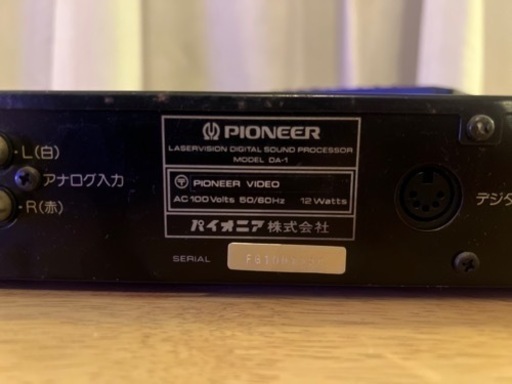 PIONEER
LASERVISION DIGITAL SOUND PROCESSOR
MODEL DA-1
PIONEER VIDEO
AC 100 Volts 50/60Hz 12 Watts
パイオニア株式会社
SERIAL
L(白)
アナログ入力
R(赤)
デジタ